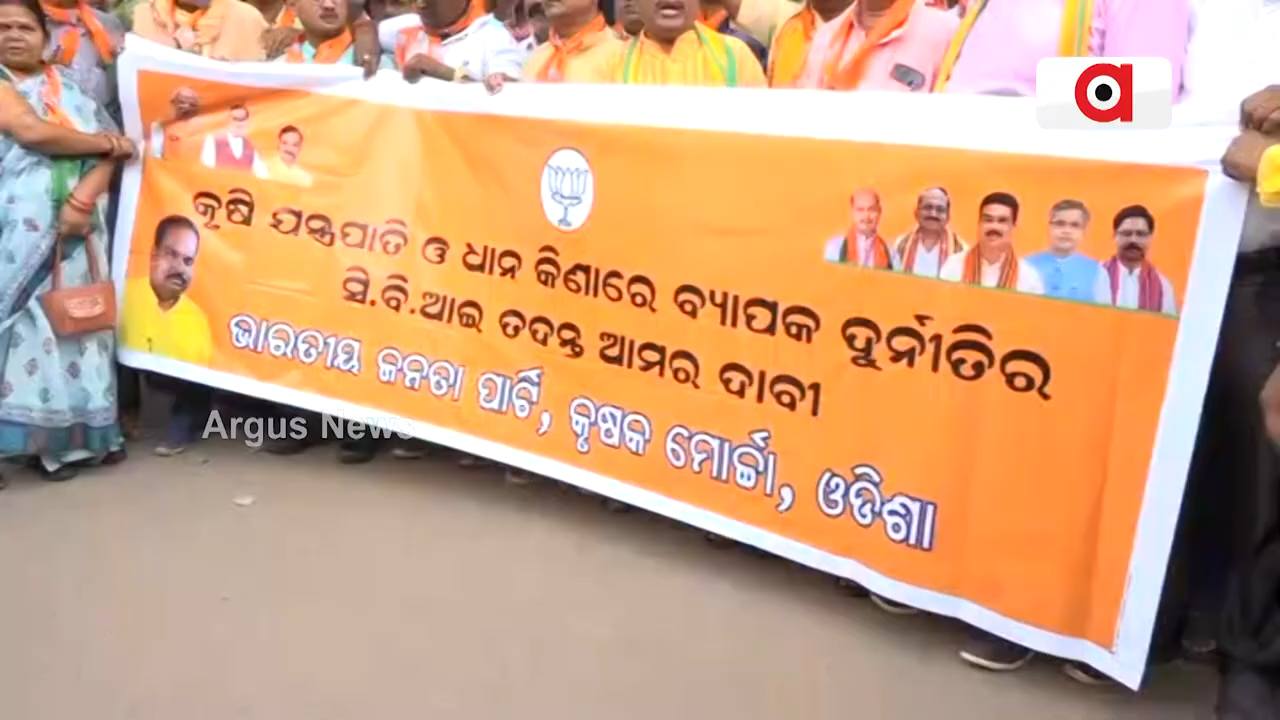 କୃଷି ଯନ୍ତ୍ରପାତି ଓ ଧାନ କିଣାରେ ବ୍ୟାପକ ଦୁର୍ନୀତିର
ସି.ବି.ଆଇ ତଦନ୍ତ ଆମର ଦାବୀ
ଭାରତୀୟ ଜନତା ପାର୍ଟି, କୃଷକ ମୋର୍ଚ୍ଚା, ଓଡିଶା
Argus News